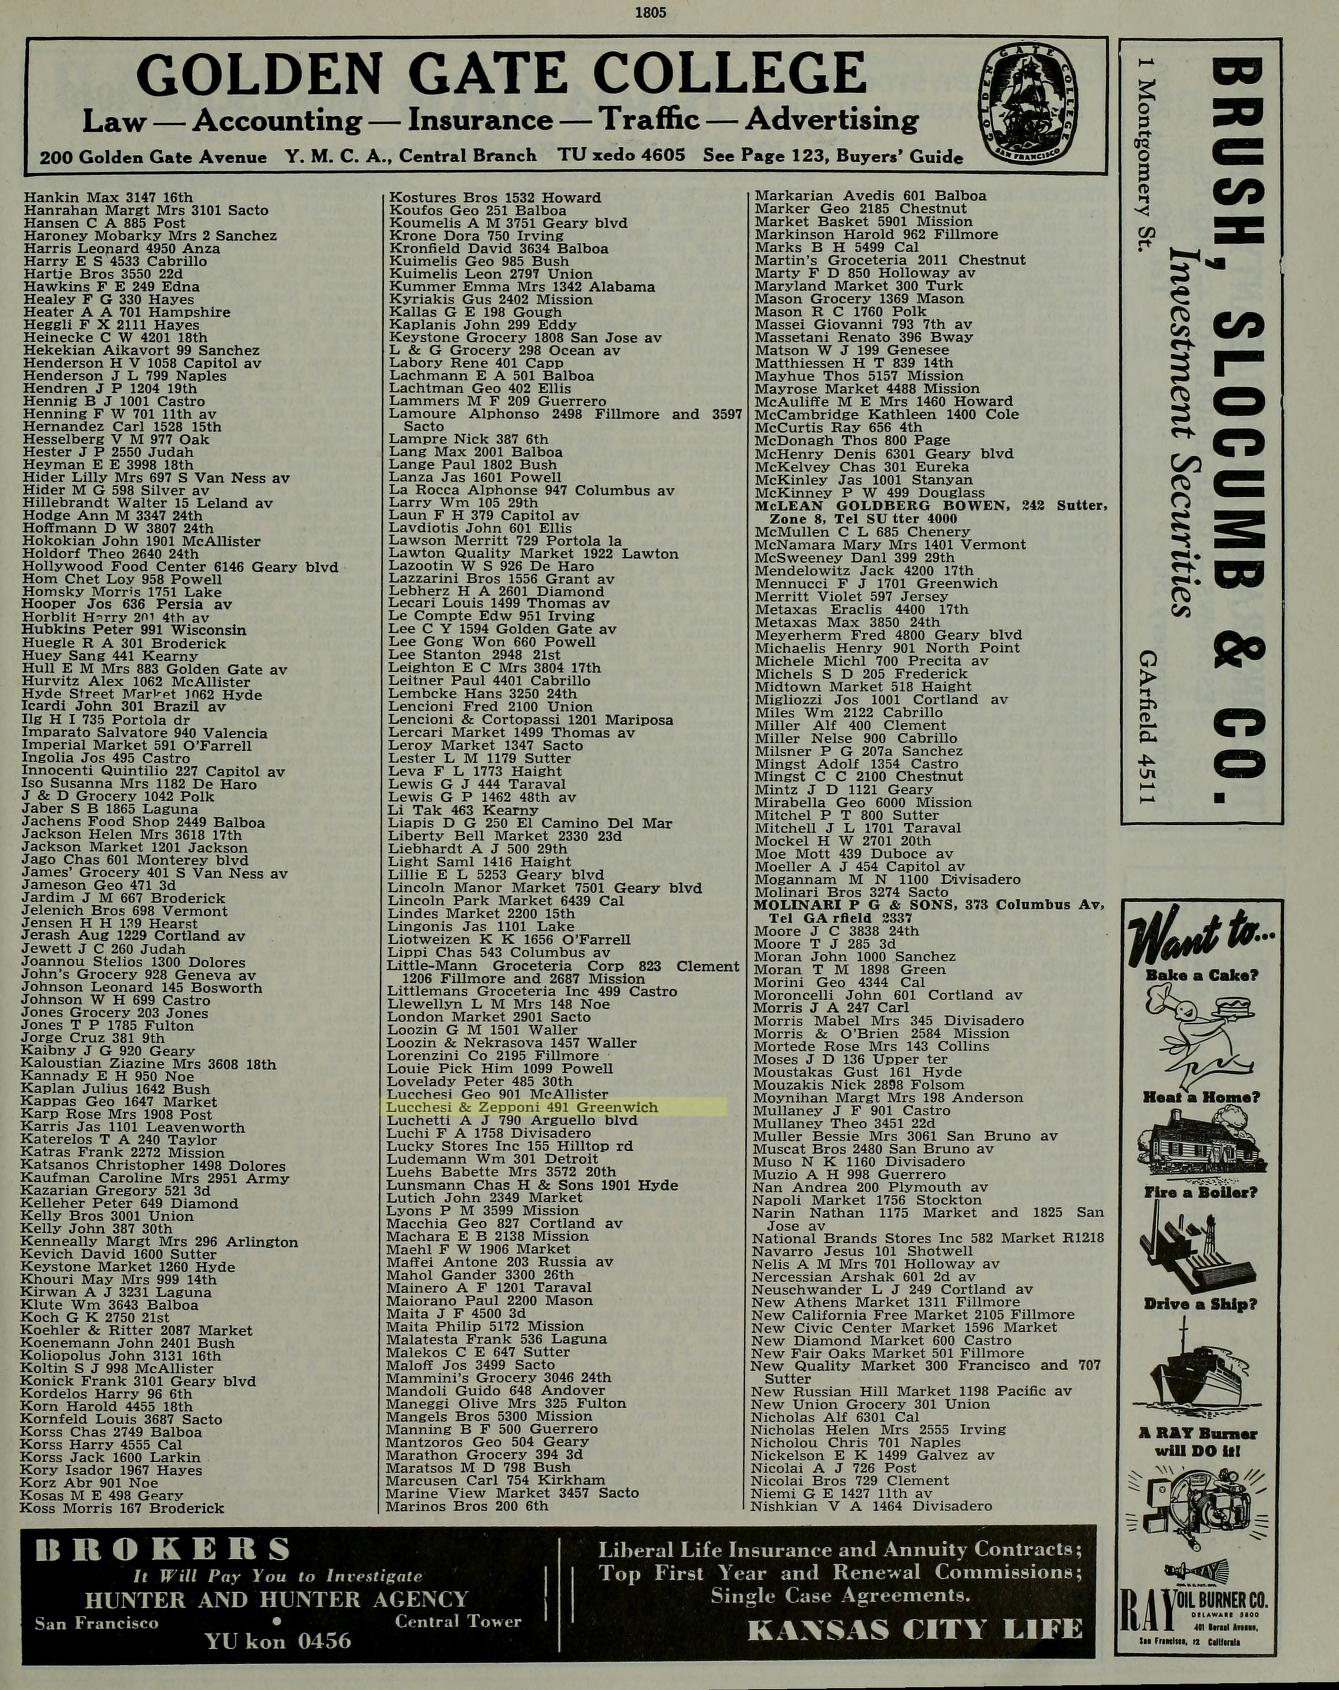 1805
GOLDEN GATE COLLEGE
Law — Accounting — Insurance — Traffic — Advertising
200 Golden Gate Avenue Y. M. C. A., Central Branch TU xedo 4605 See Page 123, Buyers' Guide
GOLDEN GATE COLLEGE
SAN FRANCISCO
BRUSH, SLOCUMB & CO.
Investment Securities
1 Montgomery St. GArfield 4511
Hankin Max 3147 16th
Hanrahan Margt Mrs 3101 Sacto
Hansen C A 885 Post
Haroney Mobarky Mrs 2 Sanchez
Harris Leonard 4950 Anza
Harry E S 4533 Cabrillo
Hartje Bros 3550 22d
Hawkins F E 249 Edna
Healey F G 330 Hayes
Heater A A 701 Hampshire
Heggli F X 2111 Hayes
Heinecke C W 4201 18th
Hekekian Aikavort 99 Sanchez
Henderson H V 1058 Capitol av
Henderson J L 799 Naples
Hendren J P 1204 19th
Hennig B J 1001 Castro
Henning F W 701 11th av
Hernandez Carl 1528 15th
Hesselberg V M 977 Oak
Hester J P 2550 Judah
Heyman E E 3998 18th
Hider Lilly Mrs 697 S Van Ness av
Hider M G 598 Silver av
Hillebrandt Walter 15 Leland av
Hodge Ann M 3347 24th
Hoffmann D W 3807 24th
Hokokian John 1901 McAllister
Holdorf Theo 2640 24th
Hollywood Food Center 6146 Geary blvd
Hom Chet Loy 958 Powell
Homsky Morris 1751 Lake
Hooper Jos 636 Persia av
Horblit Harry 201 4th av
Hubkins Peter 991 Wisconsin
Huegle R A 301 Broderick
Huey Sang 441 Kearny
Hull E M Mrs 883 Golden Gate av
Hurvitz Alex 1062 McAllister
Hyde Street Market 1062 Hyde
Icardi John 301 Brazil av
Ilg H I 735 Portola dr
Imparato Salvatore 940 Valencia
Imperial Market 591 O'Farrell
Ingolia Jos 495 Castro
Innocenti Quintilio 227 Capitol av
Iso Susanna Mrs 1182 De Haro
J & D Grocery 1042 Polk
Jaber S B 1865 Laguna
Jachens Food Shop 2449 Balboa
Jackson Helen Mrs 3618 17th
Jackson Market 1201 Jackson
Jago Chas 601 Monterey blvd
James' Grocery 401 S Van Ness av
Jameson Geo 471 3d
Jardim J M 667 Broderick
Jelenich Bros 698 Vermont
Jensen H H 139 Hearst
Jerash Aug 1229 Cortland av
Jewett J C 260 Judah
Joannou Stelios 1300 Dolores
John's Grocery 928 Geneva av
Johnson Leonard 145 Bosworth
Johnson W H 699 Castro
Jones Grocery 203 Jones
Jones T P 1785 Fulton
Jorge Cruz 381 9th
Kaibny J G 920 Geary
Kaloustian Ziazine Mrs 3608 18th
Kannady E H 950 Noe
Kaplan Julius 1642 Bush
Kappas Geo 1647 Market
Karp Rose Mrs 1908 Post
Karris Jas 1101 Leavenworth
Katerelos T A 240 Taylor
Katras Frank 2272 Mission
Katsanos Christopher 1498 Dolores
Kaufman Caroline Mrs 2951 Army
Kazarian Gregory 521 3d
Kelleher Peter 649 Diamond
Kelly Bros 3001 Union
Kelly John 387 30th
Kenneally Margt Mrs 296 Arlington
Kevich David 1600 Sutter
Keystone Market 1260 Hyde
Khouri May Mrs 999 14th
Kirwan A J 3231 Laguna
Klute Wm 3643 Balboa
Koch G K 2750 21st
Koehler & Ritter 2087 Market
Koenemann John 2401 Bush
Koliopolus John 3131 16th
Koltin S J 998 McAllister
Konick Frank 3101 Geary blvd
Kordelos Harry 96 6th
Korn Harold 4455 18th
Kornfeld Louis 3687 Sacto
Korss Chas 2749 Balboa
Korss Harry 4555 Cal
Korss Jack 1600 Larkin
Kory Isador 1967 Hayes
Korz Abr 901 Noe
Kosas M E 498 Geary
Koss Morris 167 Broderick
Kostures Bros 1532 Howard
Koufos Geo 251 Balboa
Koumelis A M 3751 Geary blvd
Krone Dora 750 Irving
Kronfield David 3634 Balboa
Kuimelis Geo 985 Bush
Kuimelis Leon 2797 Union
Kummer Emma Mrs 1342 Alabama
Kyriakis Gus 2402 Mission
Kallas G E 198 Gough
Kaplanis John 299 Eddy
Keystone Grocery 1808 San Jose av
L & G Grocery 298 Ocean av
Labory Rene 401 Capp
Lachmann E A 501 Balboa
Lachtman Geo 402 Ellis
Lammers M F 209 Guerrero
Lamoure Alphonso 2498 Fillmore and 3597
Sacto
Lampre Nick 387 6th
Lang Max 2001 Balboa
Lange Paul 1802 Bush
Lanza Jas 1601 Powell
La Rocca Alphonse 947 Columbus av
Larry Wm 105 29th
Laun F H 379 Capitol av
Lavdiotis John 601 Ellis
Lawson Merritt 729 Portola la
Lawton Quality Market 1922 Lawton
Lazootin W S 926 De Haro
Lazzarini Bros 1556 Grant av
Lebherz H A 2601 Diamond
Lecari Louis 1499 Thomas av
Le Compte Edw 951 Irving
Lee C Y 1594 Golden Gate av
Lee Gong Won 660 Powell
Lee Stanton 2948 21st
Leighton E C Mrs 3804 17th
Leitner Paul 4401 Cabrillo
Lembcke Hans 3250 24th
Lencioni Fred 2100 Union
Lencioni & Cortopassi 1201 Mariposa
Lercari Market 1499 Thomas av
Leroy Market 1347 Sacto
Lester L M 1179 Sutter
Leva F L 1773 Haight
Lewis G J 444 Taraval
Lewis G P 1462 48th av
Li Tak 463 Kearny
Liapis D G 250 El Camino Del Mar
Liberty Bell Market 2330 23d
Liebhardt A J 500 29th
Light Saml 1416 Haight
Lillie E L 5253 Geary blvd
Lincoln Manor Market 7501 Geary blvd
Lincoln Park Market 6439 Cal
Lindes Market 2200 15th
Lingonis Jas 1101 Lake
Liotweizen K K 1656 O'Farrell
Lippi Chas 543 Columbus av
Little-Mann Groceteria Corp 823 Clement
1206 Fillmore and 2687 Mission
Littlemans Groceteria Inc 499 Castro
Llewellyn L M Mrs 148 Noe
London Market 2901 Sacto
Loozin G M 1501 Waller
Loozin & Nekrasova 1457 Waller
Lorenzini Co 2195 Fillmore
Louie Pick Him 1099 Powell
Lovelady Peter 485 30th
Lucchesi Geo 901 McAllister
Lucchesi & Zepponi 491 Greenwich
Luchetti A J 790 Arguello blvd
Luchi F A 1758 Divisadero
Lucky Stores Inc 155 Hilltop rd
Ludemann Wm 301 Detroit
Luehs Babette Mrs 3572 20th
Lunsmann Chas H & Sons 1901 Hyde
Lutich John 2349 Market
Lyons P M 3599 Mission
Macchia Geo 827 Cortland av
Machara E B 2138 Mission
Maehl F W 1906 Market
Maffei Antone 203 Russia av
Mahol Gander 3300 26th
Mainero A F 1201 Taraval
Maiorano Paul 2200 Mason
Maita J F 4500 3d
Maita Philip 5172 Mission
Malatesta Frank 536 Laguna
Malekos C E 647 Sutter
Maloff Jos 3499 Sacto
Mammini's Grocery 3046 24th
Mandoli Guido 648 Andover
Maneggi Olive Mrs 325 Fulton
Mangels Bros 5300 Mission
Manning B F 500 Guerrero
Mantzoros Geo 504 Geary
Marathon Grocery 394 3d
Maratsos M D 798 Bush
Marcusen Carl 754 Kirkham
Marine View Market 3457 Sacto
Marinos Bros 200 6th
Markarian Avedis 601 Balboa
Marker Geo 2185 Chestnut
Market Basket 5901 Mission
Markinson Harold 962 Fillmore
Marks B H 5499 Cal
Martin's Groceteria 2011 Chestnut
Marty F D 850 Holloway av
Maryland Market 300 Turk
Mason Grocery 1369 Mason
Mason R C 1760 Polk
Massei Giovanni 793 7th av
Massetani Renato 396 Bway
Matson W J 199 Genesee
Matthiessen H T 839 14th
Mayhue Thos 5157 Mission
Mayrose Market 4488 Mission
McAuliffe M E Mrs 1460 Howard
McCambridge Kathleen 1400 Cole
McCurtis Ray 656 4th
McDonagh Thos 800 Page
McHenry Denis 6301 Geary blvd
McKelvey Chas 301 Eureka
McKinley Jas 1001 Stanyan
McKinney P W 499 Douglass
McLEAN GOLDBERG BOWEN, 242 Sutter,
Zone 8, Tel SU tter 4000
McMullen C L 685 Chenery
McNamara Mary Mrs 1401 Vermont
McSweeney Danl 399 29th
Mendelowitz Jack 4200 17th
Mennucci F J 1701 Greenwich
Merritt Violet 597 Jersey
Metaxas Eraclis 4400 17th
Metaxas Max 3850 24th
Meyerherm Fred 4800 Geary blvd
Michaelis Henry 901 North Point
Michele Michl 700 Precita av
Michels S D 205 Frederick
Midtown Market 518 Haight
Migliozzi Jos 1001 Cortland av
Miles Wm 2122 Cabrillo
Miller Alf 400 Clement
Miller Nelse 900 Cabrillo
Milsner P G 207a Sanchez
Mingst Adolf 1354 Castro
Mingst C C 2100 Chestnut
Mintz J D 1121 Geary
Mirabella Geo 6000 Mission
Mitchel P T 800 Sutter
Mitchell J L 1701 Taraval
Mockel H W 2701 20th
Moe Mott 439 Duboce av
Moeller A J 454 Capitol av
Mogannam M N 1100 Divisadero
Molinari Bros 3274 Sacto
MOLINARI P G & SONS, 373 Columbus Av,
Tel GA rfield 2337
Moore J C 3838 24th
Moore T J 285 3d
Moran John 1000 Sanchez
Moran T M 1898 Green
Morini Geo 4344 Cal
Moroncelli John 601 Cortland av
Morris J A 247 Carl
Morris Mabel Mrs 345 Divisadero
Morris & O'Brien 2584 Mission
Mortede Rose Mrs 143 Collins
Moses J D 136 Upper ter
Moustakas Gust 161 Hyde
Mouzakis Nick 2898 Folsom
Moynihan Margt Mrs 198 Anderson
Mullaney J F 901 Castro
Mullaney Theo 3451 22d
Muller Bessie Mrs 3061 San Bruno av
Muscat Bros 2480 San Bruno av
Muso N K 1160 Divisadero
Muzio A H 998 Guerrero
Nan Andrea 200 Plymouth av
Napoli Market 1756 Stockton
Narin Nathan 1175 Market and 1825 San
Jose av
National Brands Stores Inc 582 Market R1218
Navarro Jesus 101 Shotwell
Nelis A M Mrs 701 Holloway av
Nercessian Arshak 601 2d av
Neuschwander L J 249 Cortland av
New Athens Market 1311 Fillmore
New California Free Market 2105 Fillmore
New Civic Center Market 1596 Market
New Diamond Market 600 Castro
New Fair Oaks Market 501 Fillmore
New Quality Market 300 Francisco and 707
Sutter
New Russian Hill Market 1198 Pacific av
New Union Grocery 301 Union
Nicholas Alf 6301 Cal
Nicholas Helen Mrs 2555 Irving
Nicholou Chris 701 Naples
Nickelson E K 1499 Galvez av
Nicolai A J 726 Post
Nicolai Bros 729 Clement
Niemi G E 1427 11th av
Nishkian V A 1464 Divisadero
Want to...
Bake a Cake?
Heat a Home?
Fire a Boiler?
Drive a Ship?
A RAY Burner
will DO it!
RAY
RAY OIL BURNER CO.
DELAWARE 5800
401 Bernal Avenue,
San Francisco, 12 California
BROKERS
It Will Pay You to Investigate
HUNTER AND HUNTER AGENCY
San Francisco • Central Tower
YU kon 0456
Liberal Life Insurance and Annuity Contracts;
Top First Year and Renewal Commissions;
Single Case Agreements.
KANSAS CITY LIFE